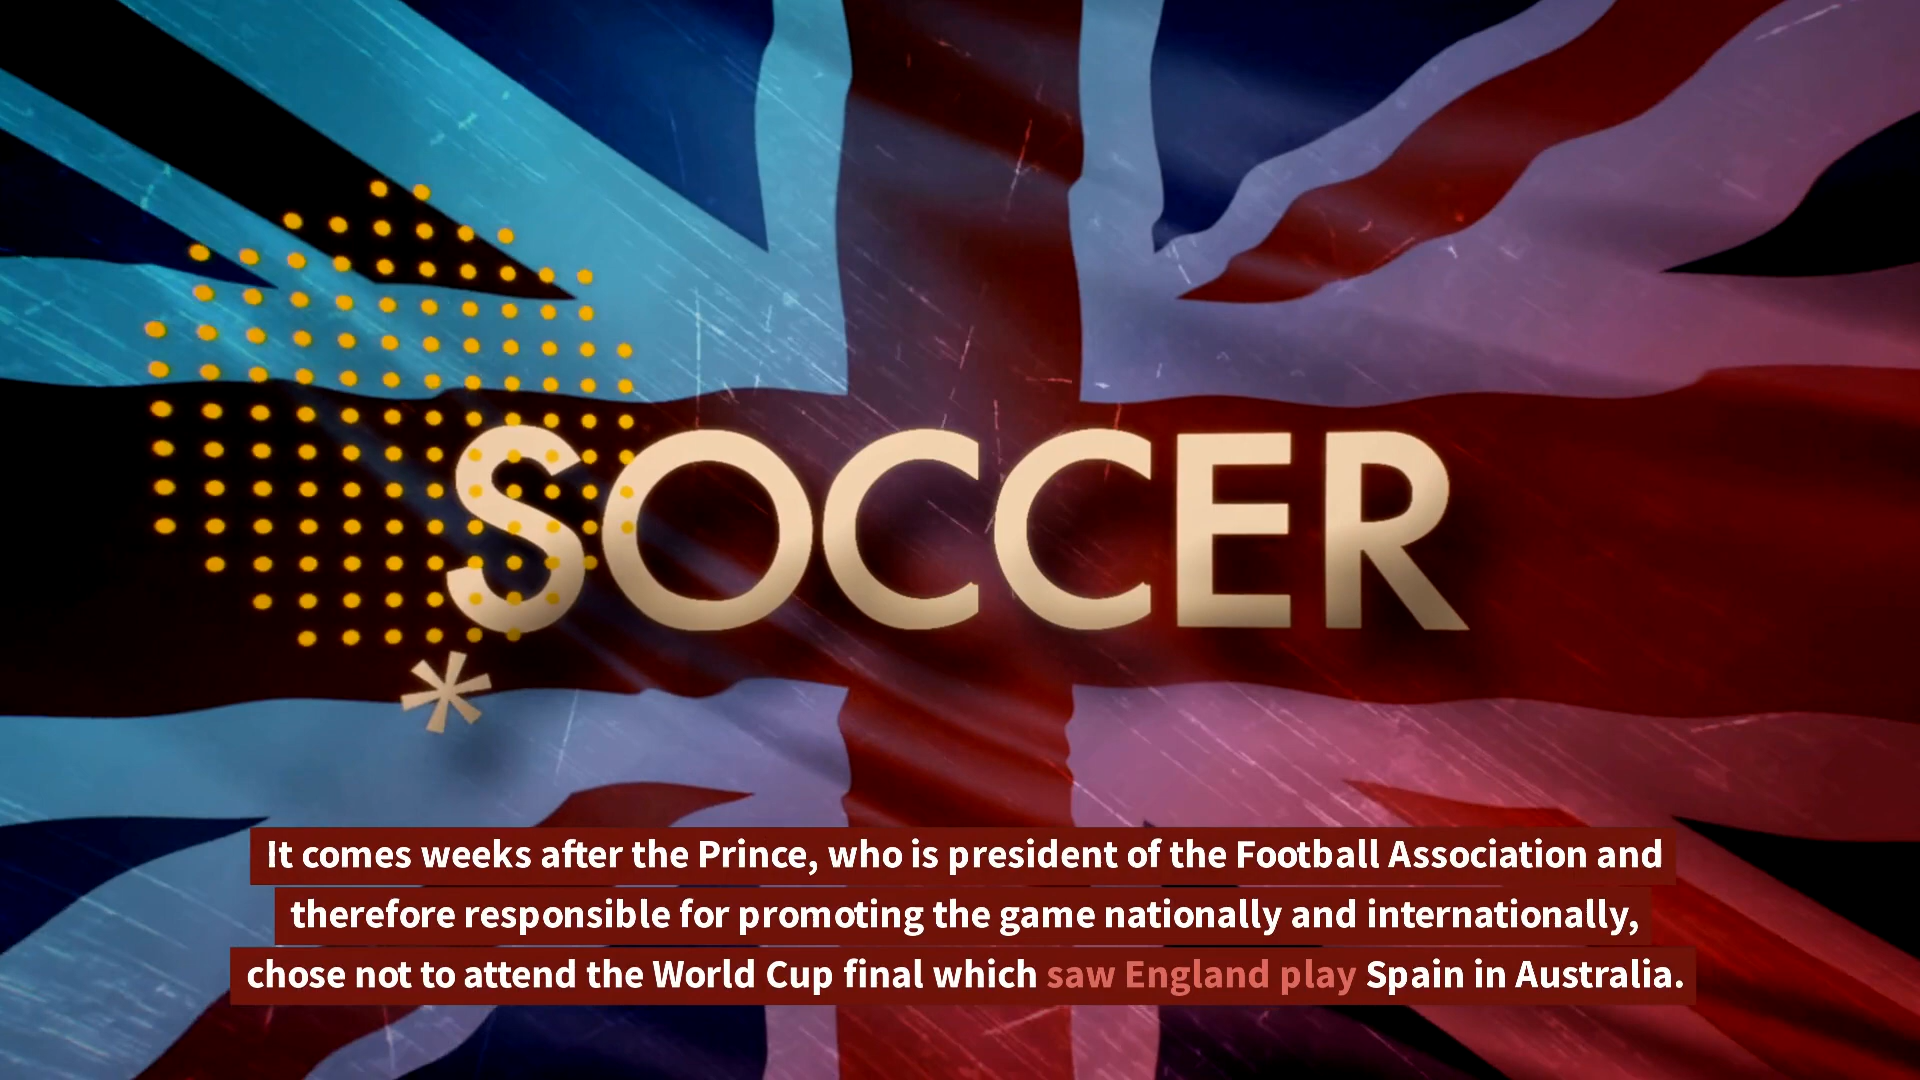 SOCCER
*
It comes weeks after the Prince, who is president of the Football Association and
therefore responsible for promoting the game nationally and internationally,
chose not to attend the World Cup final which saw England play Spain in Australia.